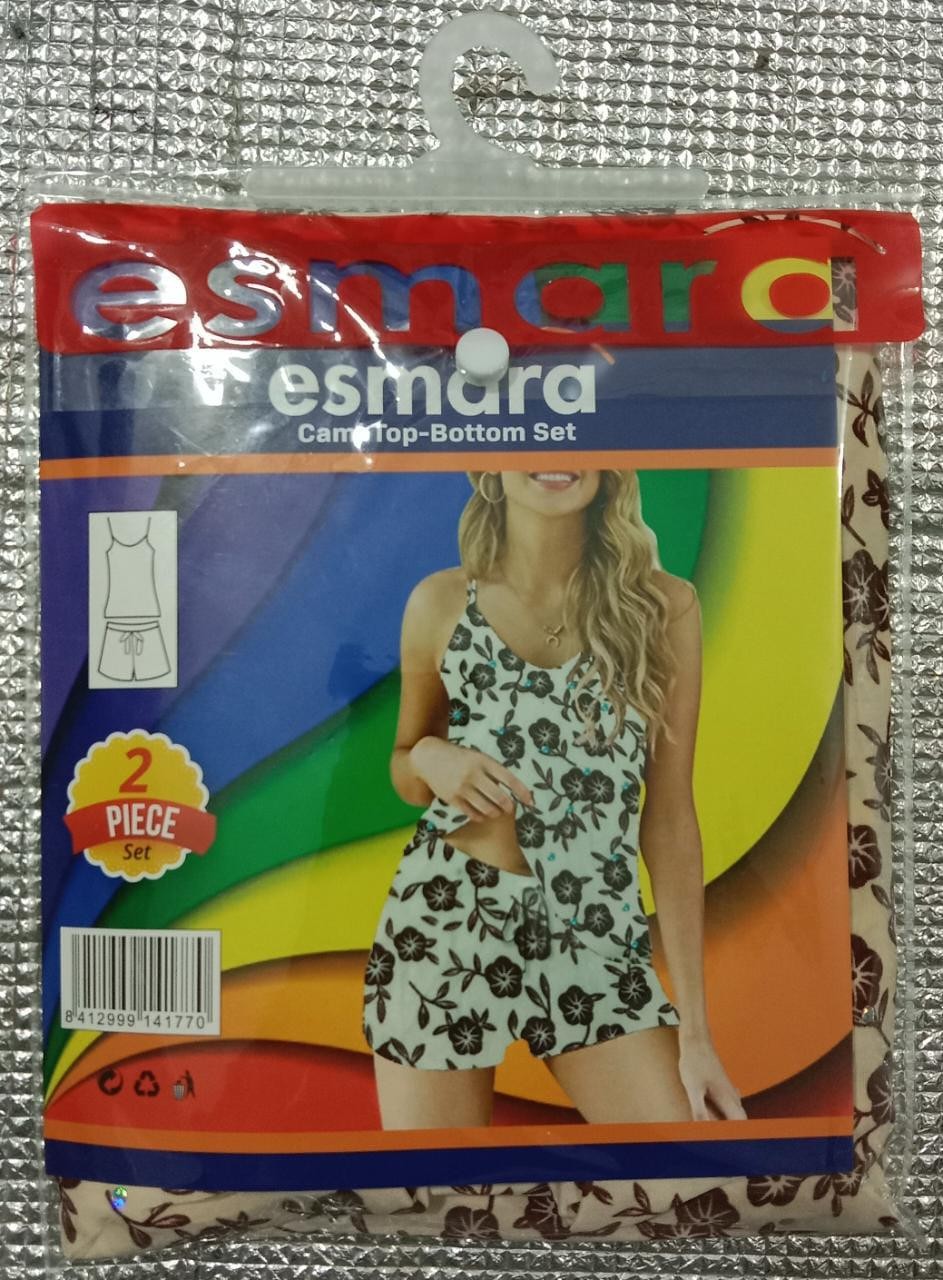 esmara
esmara
Cami Top-Bottom Set
2
PIECE
Set
8 412999 141770